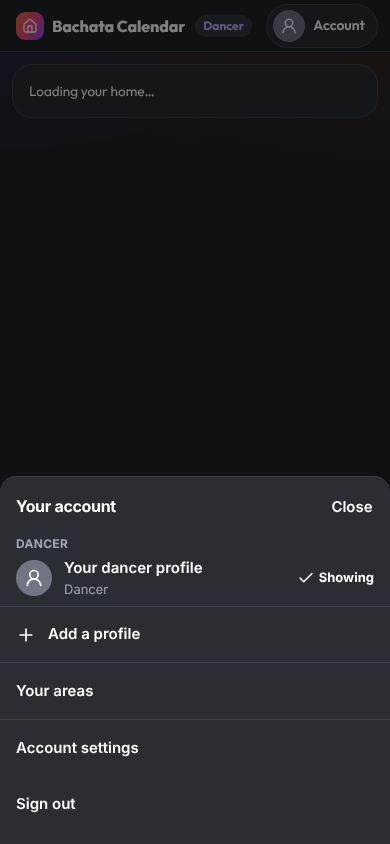 Bachata Calendar
Dancer
Account
Loading your home…
Your account
Close
DANCER
Your dancer profile
Dancer
Showing
Add a profile
Your areas
Account settings
Sign out